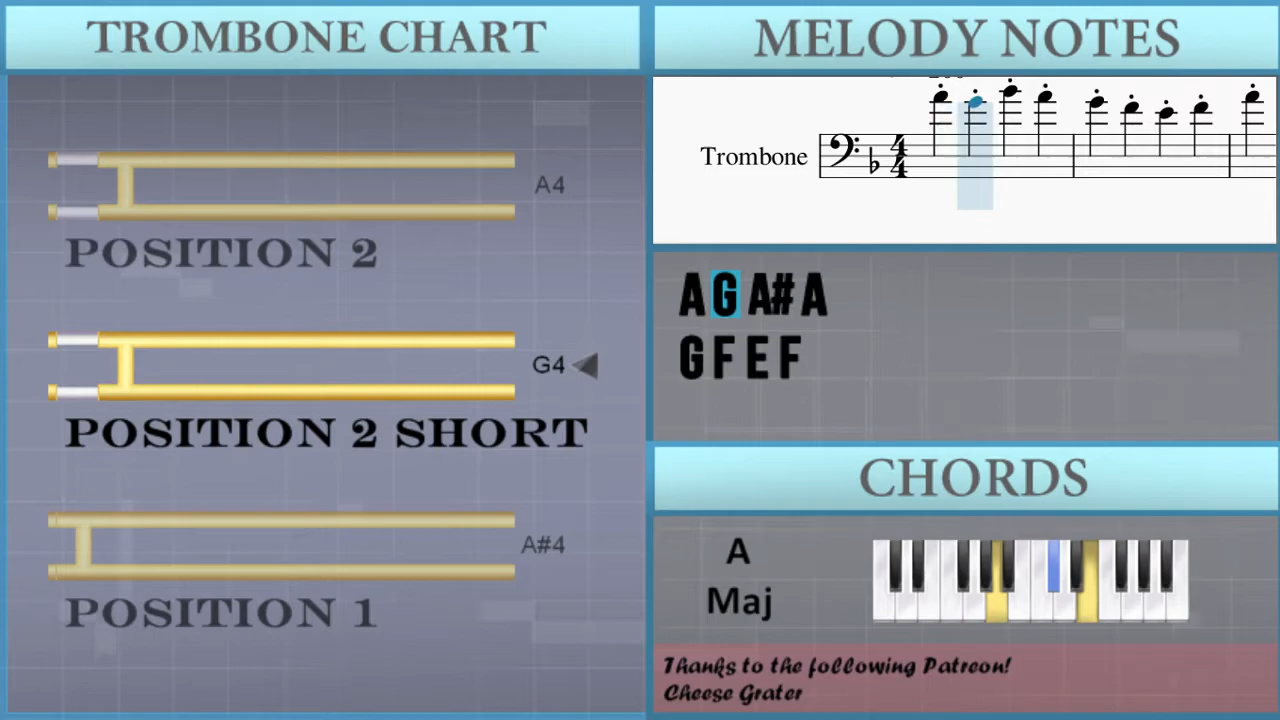 TROMBONE CHART
A4
POSITION 2
G4
POSITION 2 SHORT
A#4
POSITION 1
MELODY NOTES
Trombone
A G A# A
G F E F
CHORDS
A
Maj
Thanks to the following Patreon!
Cheese Grater